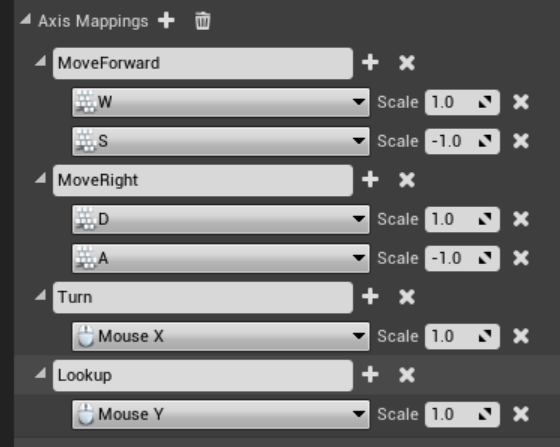 Axis Mappings
MoveForward
W Scale 1.0
S Scale -1.0
MoveRight
D Scale 1.0
A Scale -1.0
Turn
Mouse X Scale 1.0
Lookup
Mouse Y Scale 1.0